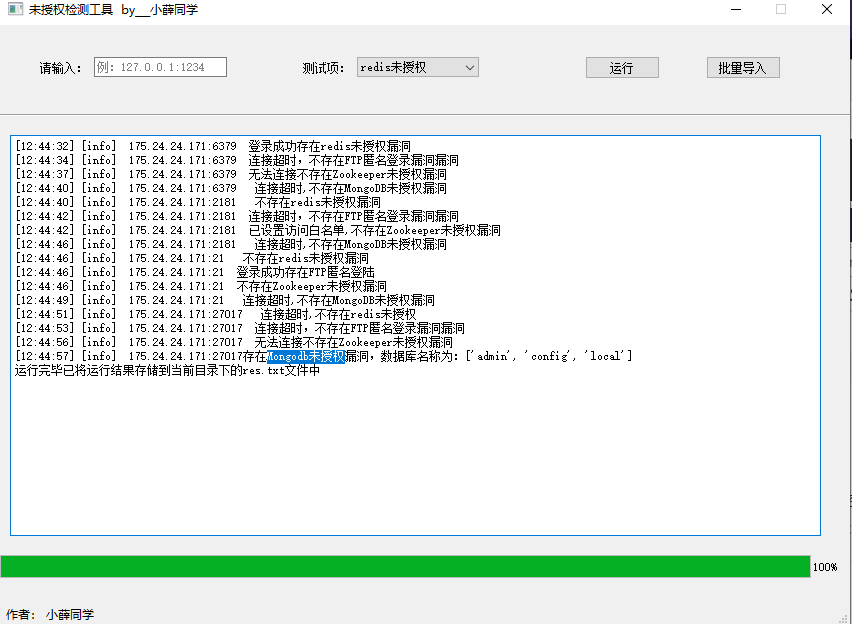 未授权检测工具 by__小薛同学
请输入： 例：127.0.0.1:1234 测试项： redis未授权 运行 批量导入
[12:44:32] [info] 175.24.24.171:6379 登录成功存在redis未授权漏洞
[12:44:34] [info] 175.24.24.171:6379 连接超时，不存在FTP匿名登录漏洞漏洞
[12:44:37] [info] 175.24.24.171:6379 无法连接不存在Zookeeper未授权漏洞
[12:44:40] [info] 175.24.24.171:6379 连接超时,不存在MongoDB未授权漏洞
[12:44:40] [info] 175.24.24.171:2181 不存在redis未授权漏洞
[12:44:42] [info] 175.24.24.171:2181 连接超时，不存在FTP匿名登录漏洞漏洞
[12:44:42] [info] 175.24.24.171:2181 已设置访问白名单,不存在Zookeeper未授权漏洞
[12:44:46] [info] 175.24.24.171:2181 连接超时,不存在MongoDB未授权漏洞
[12:44:46] [info] 175.24.24.171:21 不存在redis未授权漏洞
[12:44:46] [info] 175.24.24.171:21 登录成功存在FTP匿名登陆
[12:44:46] [info] 175.24.24.171:21 不存在Zookeeper未授权漏洞
[12:44:49] [info] 175.24.24.171:21 连接超时,不存在MongoDB未授权漏洞
[12:44:51] [info] 175.24.24.171:27017 连接超时,不存在redis未授权
[12:44:53] [info] 175.24.24.171:27017 连接超时，不存在FTP匿名登录漏洞漏洞
[12:44:56] [info] 175.24.24.171:27017 无法连接不存在Zookeeper未授权漏洞
[12:44:57] [info] 175.24.24.171:27017存在Mongodb未授权漏洞，数据库名称为：['admin', 'config', 'local']
运行完毕已将运行结果存储到当前目录下的res.txt文件中
100%
作者： 小薛同学